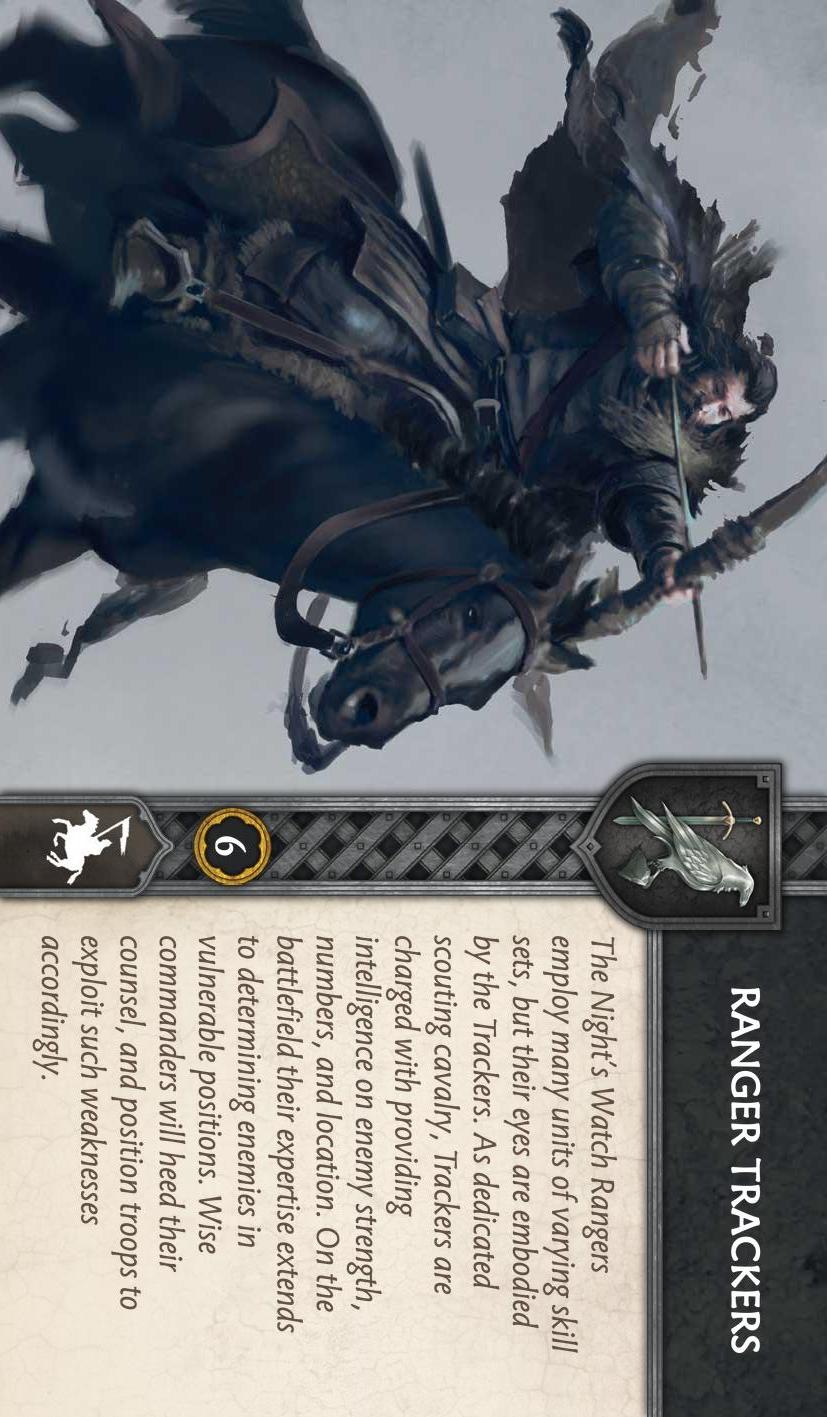 RANGER TRACKERS
6
The Night's Watch Rangers
employ many units of varying skill
sets, but their eyes are embodied
by the Trackers. As dedicated
scouting cavalry, Trackers are
charged with providing
intelligence on enemy strength,
numbers, and location. On the
battlefield their expertise extends
to determining enemies in
vulnerable positions. Wise
commanders will heed their
counsel, and position troops to
exploit such weaknesses
accordingly.